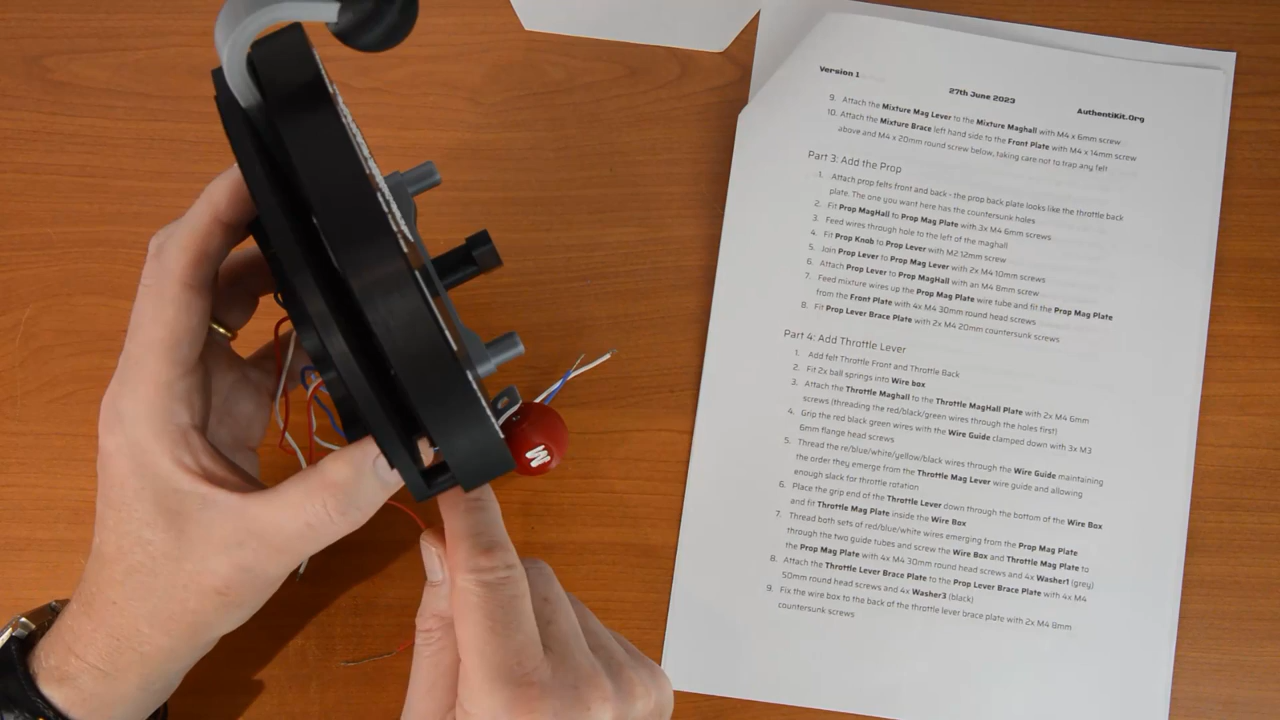 Version 1
27th June 2023
AuthentiKit.Org
9. Attach the Mixture Mag Lever to the Mixture Maghall with M4 x 6mm screw
10. Attach the Mixture Brace left hand side to the Front Plate with M4 x 14mm screw
above and M4 x 20mm round screw below, taking care not to trap any felt
Part 3: Add the Prop
1. Attach prop felts front and back - the prop back plate looks like the throttle back
plate. The one you want here has the countersunk holes
2. Fit Prop MagHall to Prop Mag Plate with 3x M4 6mm screws
3. Feed wires through hole to the left of the maghall
4. Fit Prop Knob to Prop Lever with M2 12mm screw
5. Join Prop Lever to Prop Mag Lever with 2x M4 10mm screws
6. Attach Prop Lever to Prop MagHall with an M4 8mm screw
7. Feed mixture wires up the Prop Mag Plate wire tube and fit the Prop Mag Plate
from the Front Plate with 4x M4 30mm round head screws
8. Fit Prop Lever Brace Plate with 2x M4 20mm countersunk screws
Part 4: Add Throttle Lever
1. Add felt Throttle Front and Throttle Back
2. Fit 2x ball springs into Wire box
3. Attach the Throttle Maghall to the Throttle MagHall Plate with 2x M4 6mm
screws (threading the red/black/green wires through the holes first)
4. Grip the red black green wires with the Wire Guide clamped down with 3x M3
6mm flange head screws
5. Thread the re/blue/white/yellow/black wires through the Wire Guide maintaining
the order they emerge from the Throttle Mag Lever wire guide and allowing
enough slack for throttle rotation
6. Place the grip end of the Throttle Lever down through the bottom of the Wire Box
and fit Throttle Mag Plate inside the Wire Box
7. Thread both sets of red/blue/white wires emerging from the Prop Mag Plate
through the two guide tubes and screw the Wire Box and Throttle Mag Plate to
the Prop Mag Plate with 4x M4 30mm round head screws and 4x Washer1 (grey)
8. Attach the Throttle Lever Brace Plate to the Prop Lever Brace Plate with 4x M4
50mm round head screws and 4x Washer3 (black)
9. Fix the wire box to the back of the throttle lever brace plate with 2x M4 8mm
countersunk screws